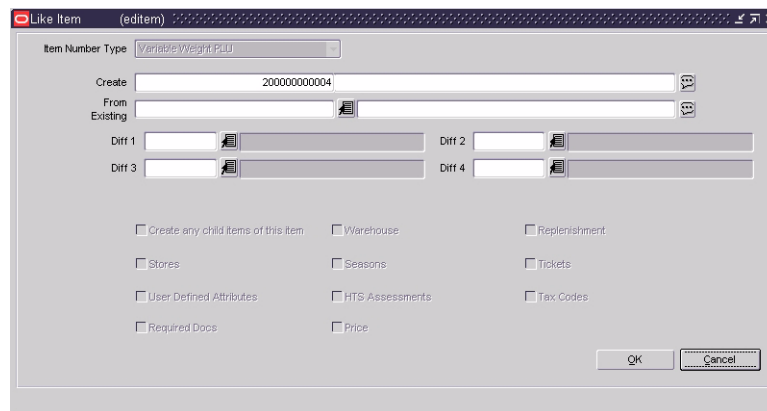 Like Item (editem)
Item Number Type Variable Weight PLU
Create 200000000004
From
Existing
Diff 1 Diff 2
Diff 3 Diff 4
Create any child items of this item Warehouse Replenishment
Stores Seasons Tickets
User Defined Attributes HTS Assessments Tax Codes
Required Docs Price
OK Cancel